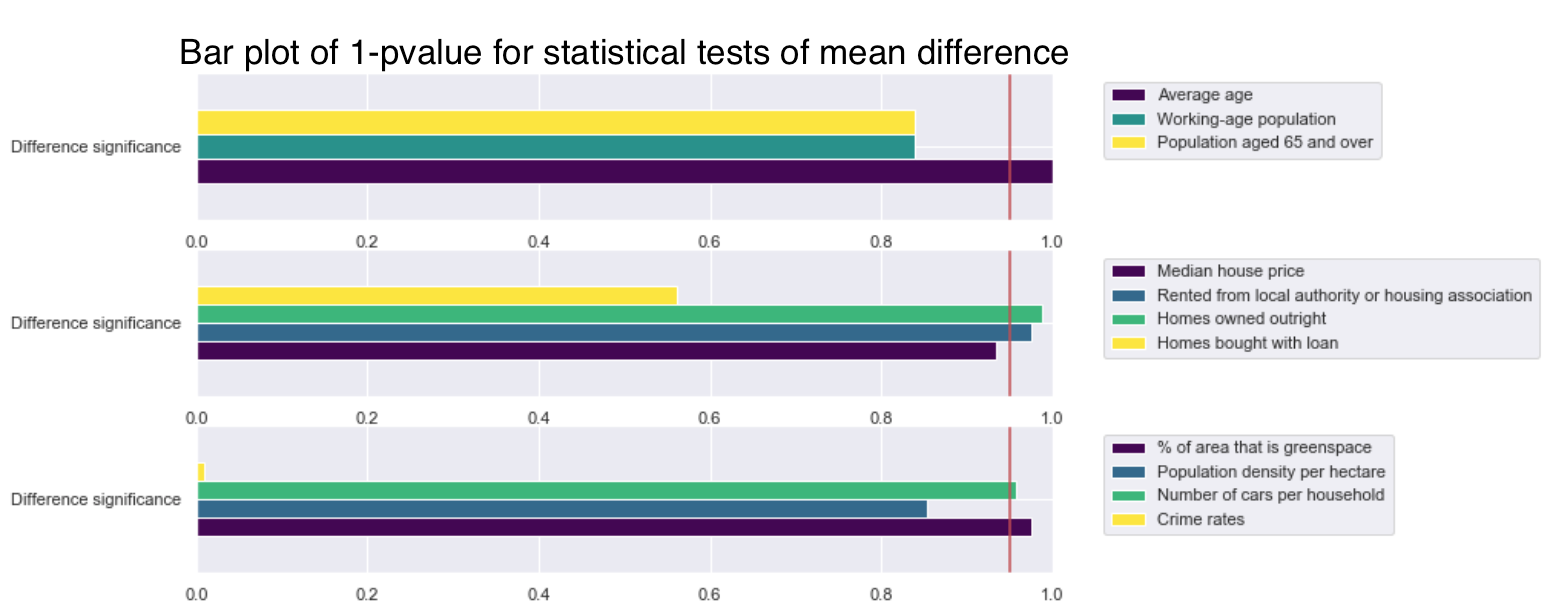 Bar plot of 1-pvalue for statistical tests of mean difference
Average age
Working-age population
Population aged 65 and over
Difference significance
0.0 0.2 0.4 0.6 0.8 1.0
Median house price
Rented from local authority or housing association
Homes owned outright
Homes bought with loan
Difference significance
0.0 0.2 0.4 0.6 0.8 1.0
% of area that is greenspace
Population density per hectare
Number of cars per household
Crime rates
Difference significance
0.0 0.2 0.4 0.6 0.8 1.0